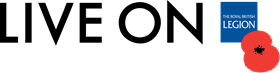 LIVE ON
THE ROYAL BRITISH
LEGION